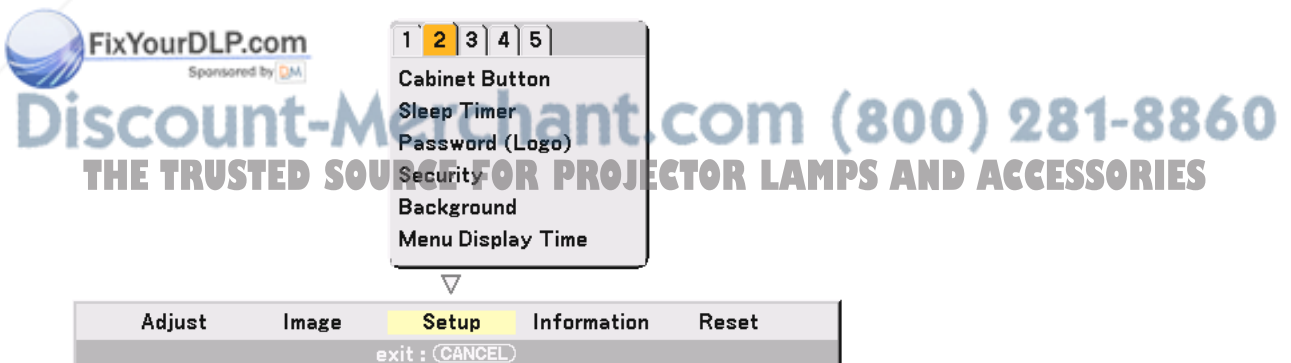 FixYourDLP.com
Sponsored by DM
1 2 3 4 5
Cabinet Button
Sleep Timer
Discount-Merchant.com (800) 281-8860
Password (Logo)
THE TRUSTED SOURCE FOR PROJECTOR LAMPS AND ACCESSORIES
Security
Background
Menu Display Time
Adjust Image Setup Information Reset
exit : CANCEL